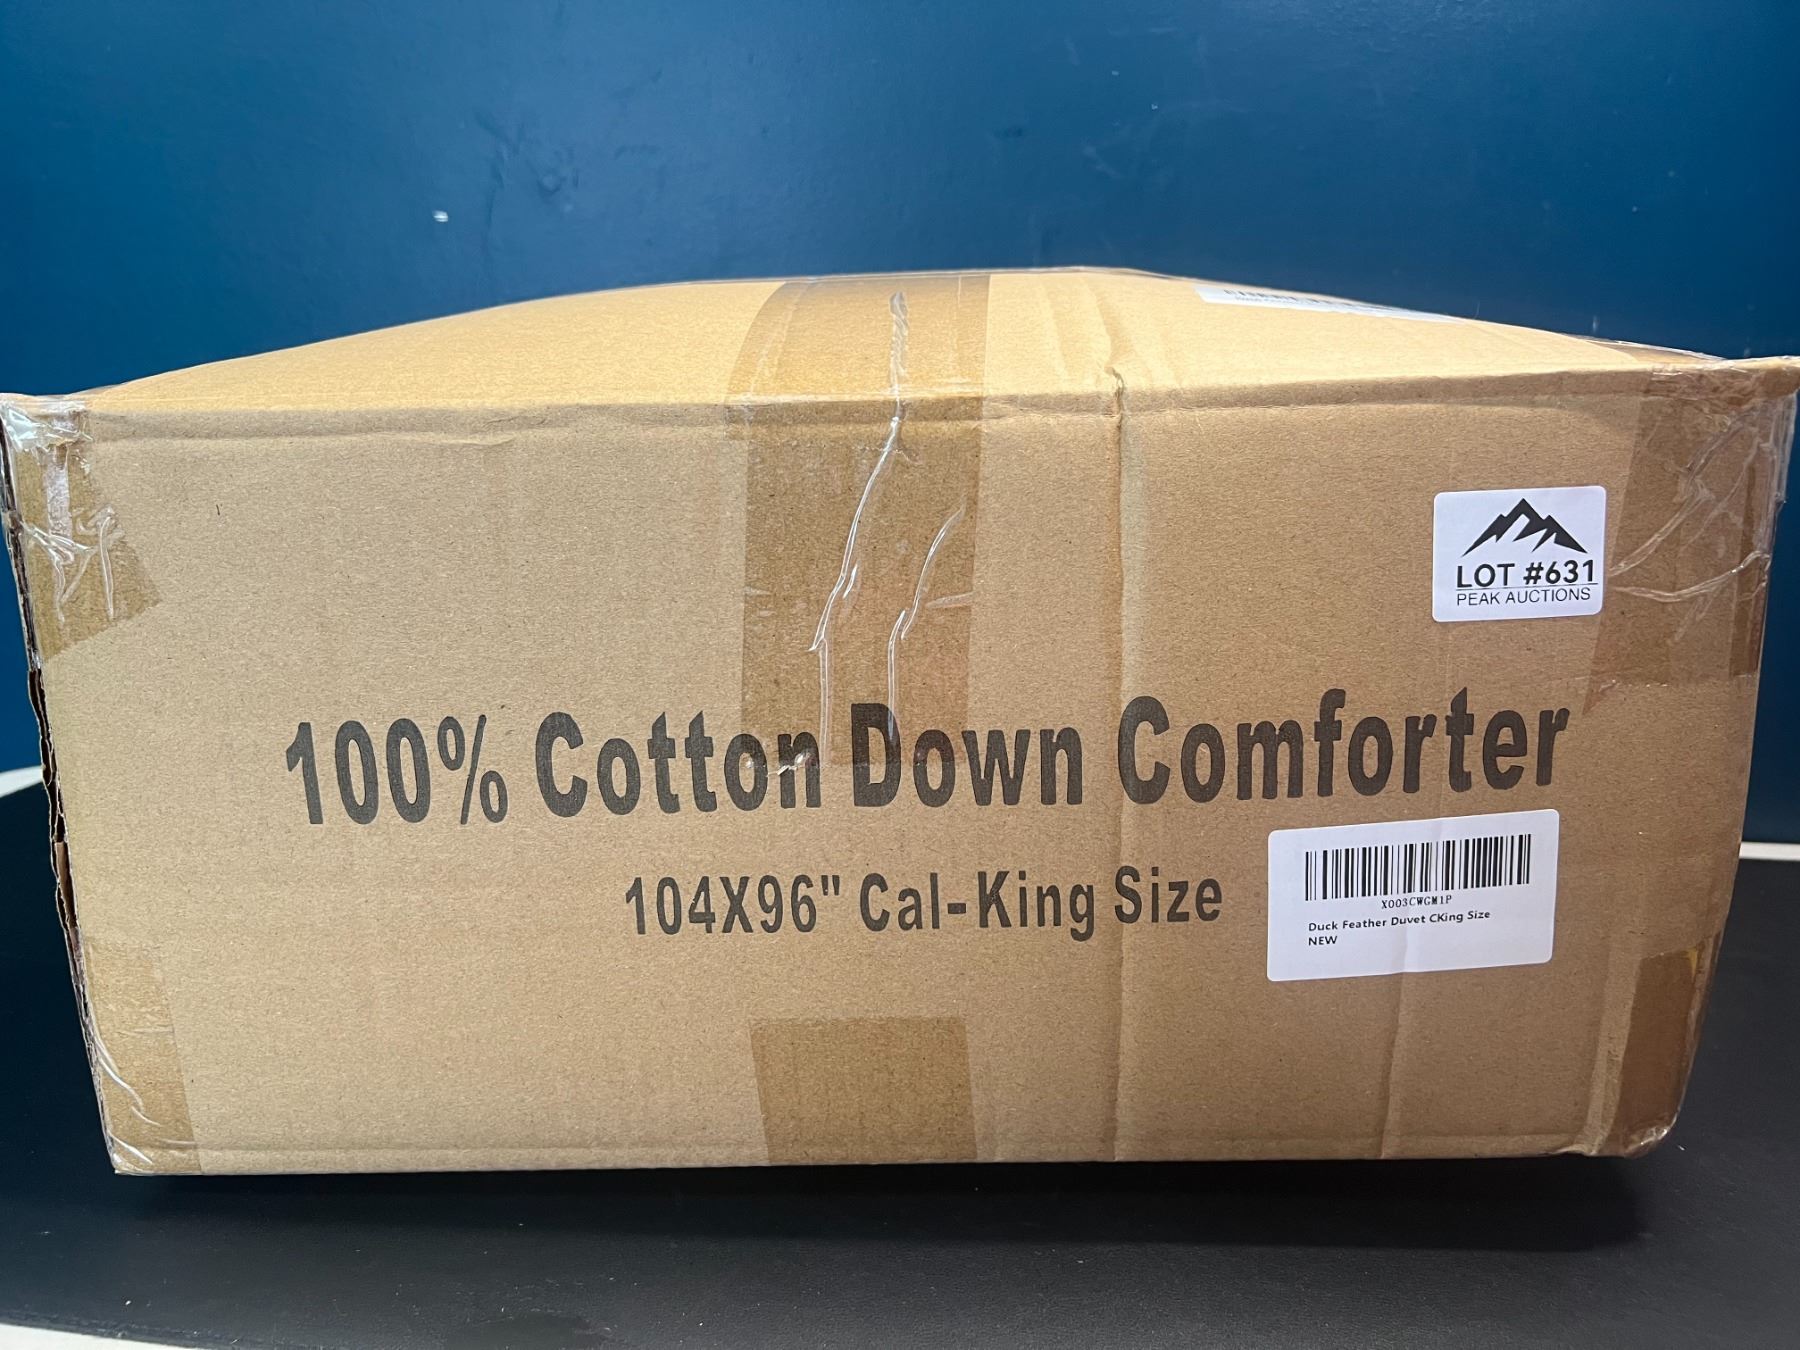 LOT #631
PEAK AUCTIONS
100% Cotton Down Comforter
104X96" Cal-King Size
X003CWGM1P
Duck Feather Duvet CKing Size
NEW